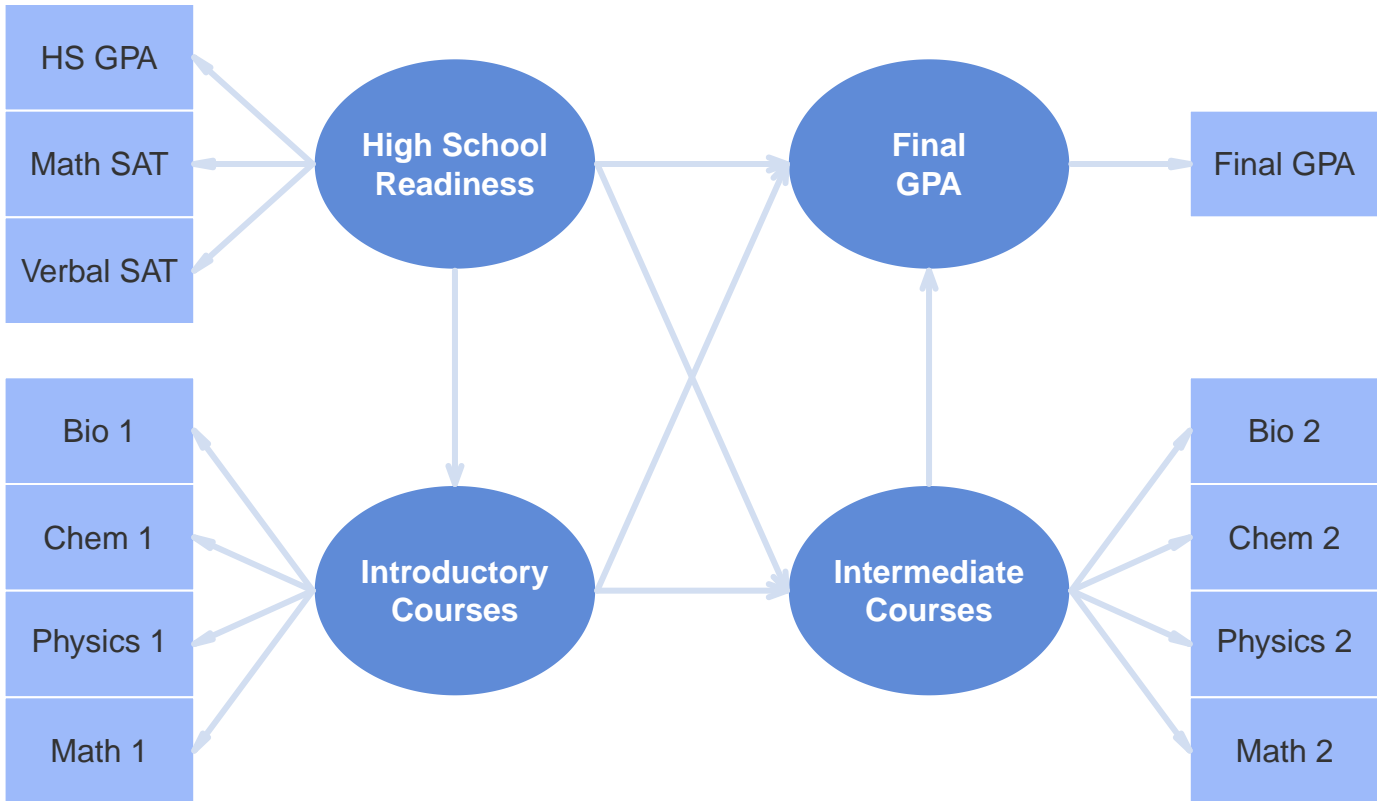 HS GPA
Math SAT
Verbal SAT
High School
Readiness
Final
GPA
Final GPA
Bio 1
Chem 1
Physics 1
Math 1
Introductory
Courses
Intermediate
Courses
Bio 2
Chem 2
Physics 2
Math 2